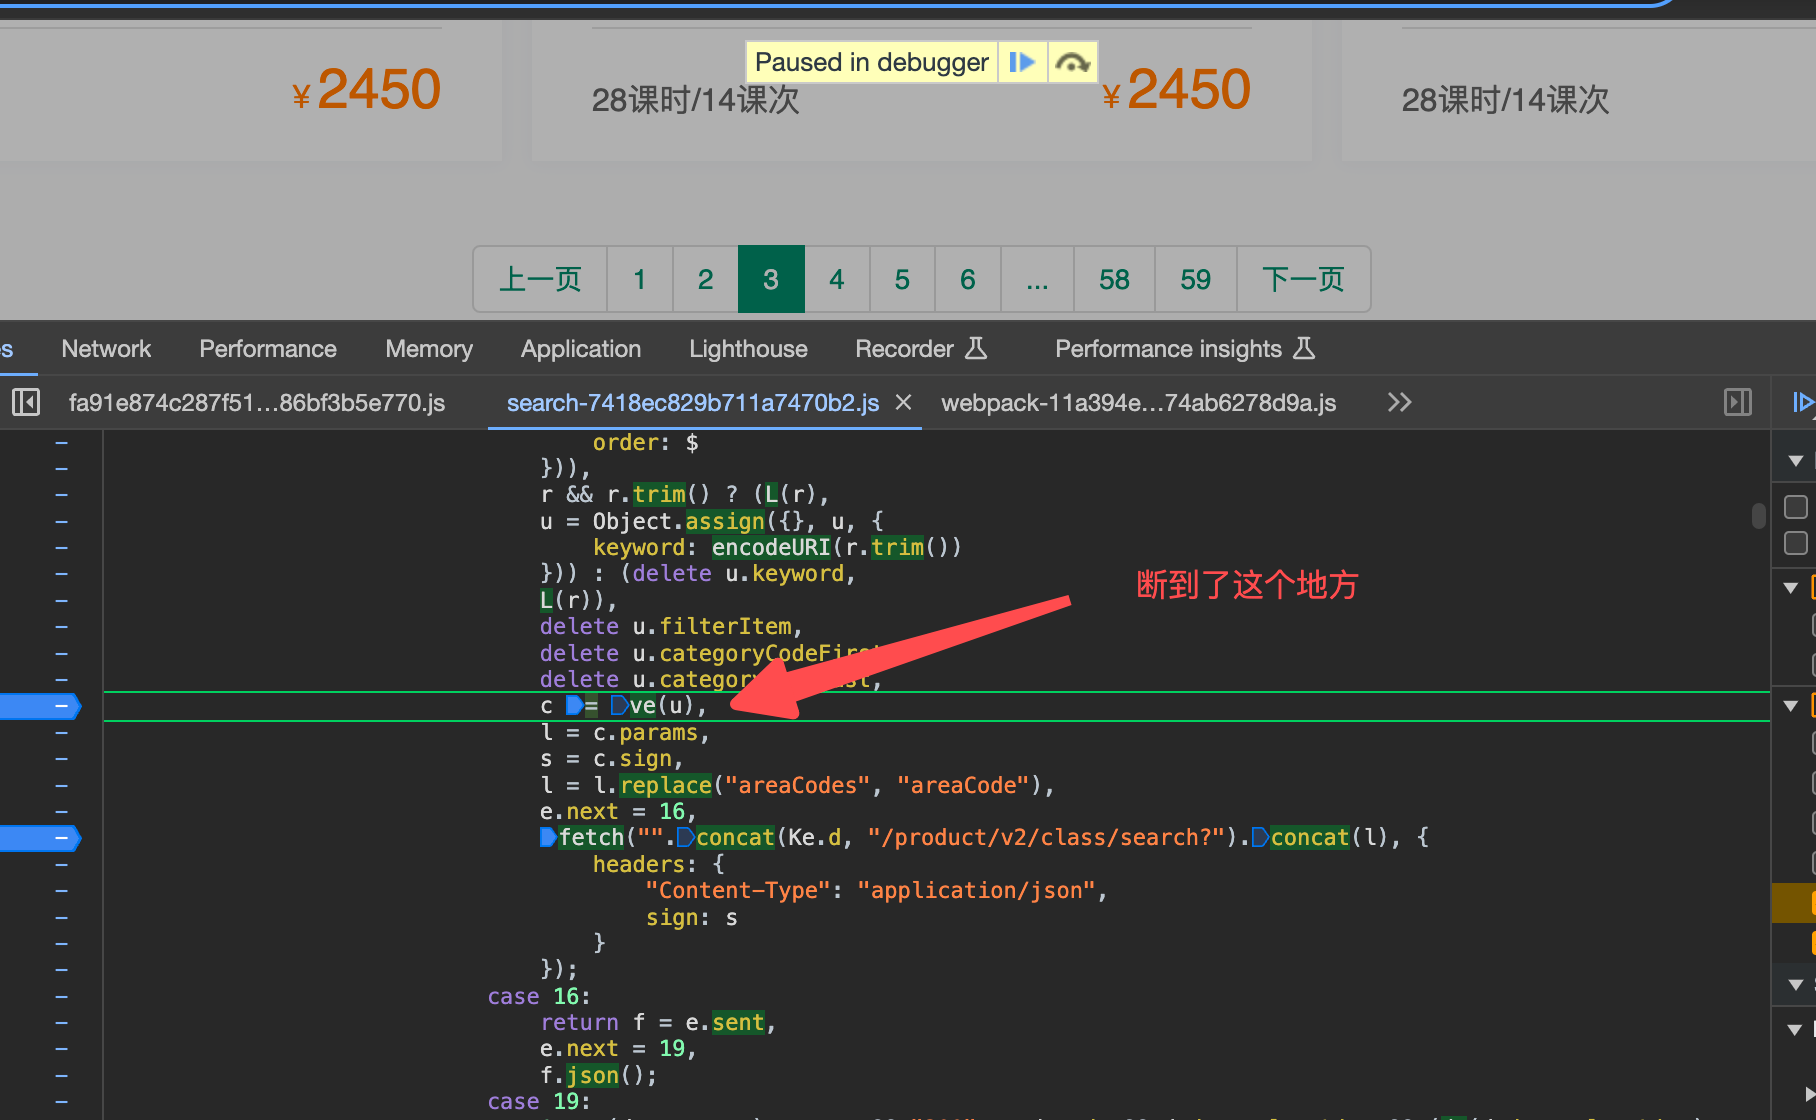 Paused in debugger
¥2450
28课时/14课次
¥2450
28课时/14课次
上一页 1 2 3 4 5 6 ... 58 59 下一页
Network Performance Memory Application Lighthouse Recorder Performance insights
fa91e874c287f51...86bf3b5e770.js search-7418ec829b711a7470b2.js × webpack-11a394e...74ab6278d9a.js
order: $
})),
r && r.trim() ? (L(r),
u = Object.assign({}, u, {
keyword: encodeURI(r.trim())
})) : (delete u.keyword,
L(r)),
断到了这个地方
delete u.filterItem,
delete u.categoryCodeFirst
delete u.category
c = ve(u),
l = c.params,
s = c.sign,
l = l.replace("areaCodes", "areaCode"),
e.next = 16,
fetch("".concat(Ke.d, "/product/v2/class/search?").concat(l), {
headers: {
"Content-Type": "application/json",
sign: s
}
});
case 16:
return f = e.sent,
e.next = 19,
f.json();
case 19: